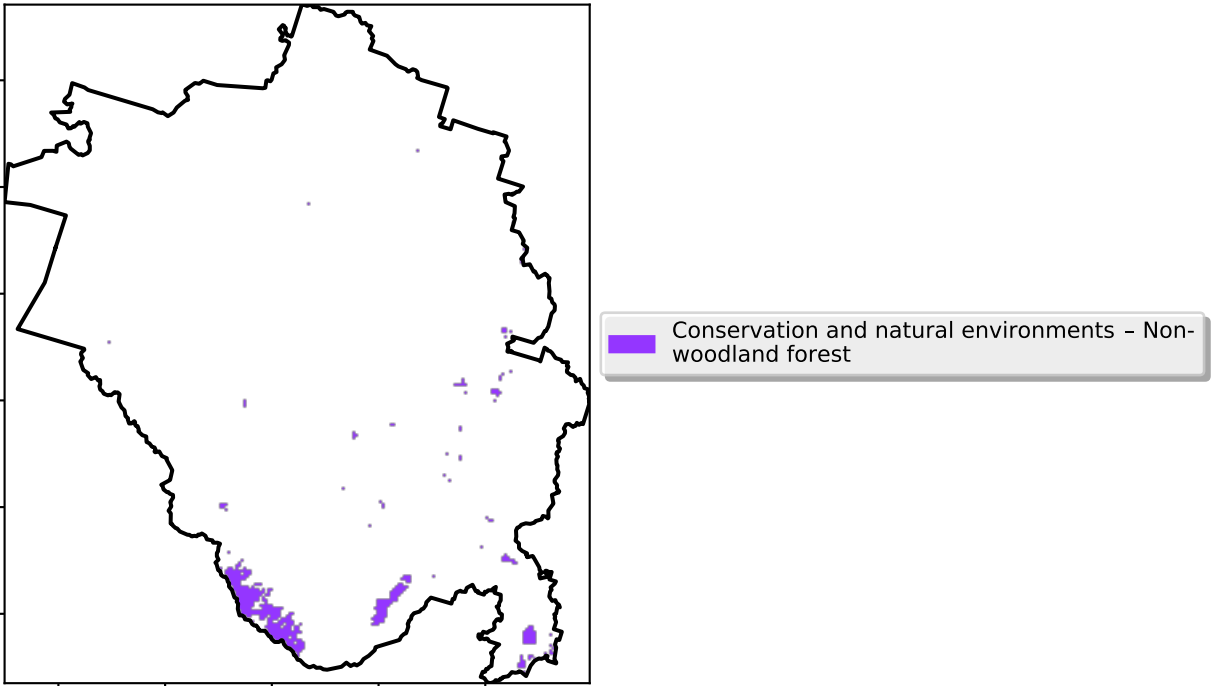 Conservation and natural environments – Non-
woodland forest